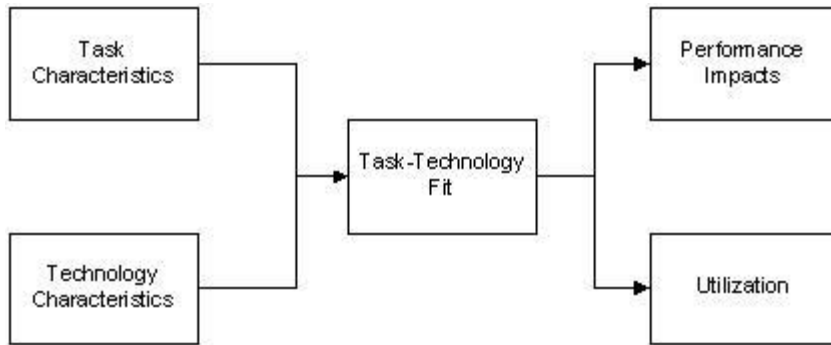 Task
Characteristics
Performance
Impacts
Task-Technology
Fit
Technology
Characteristics
Utilization